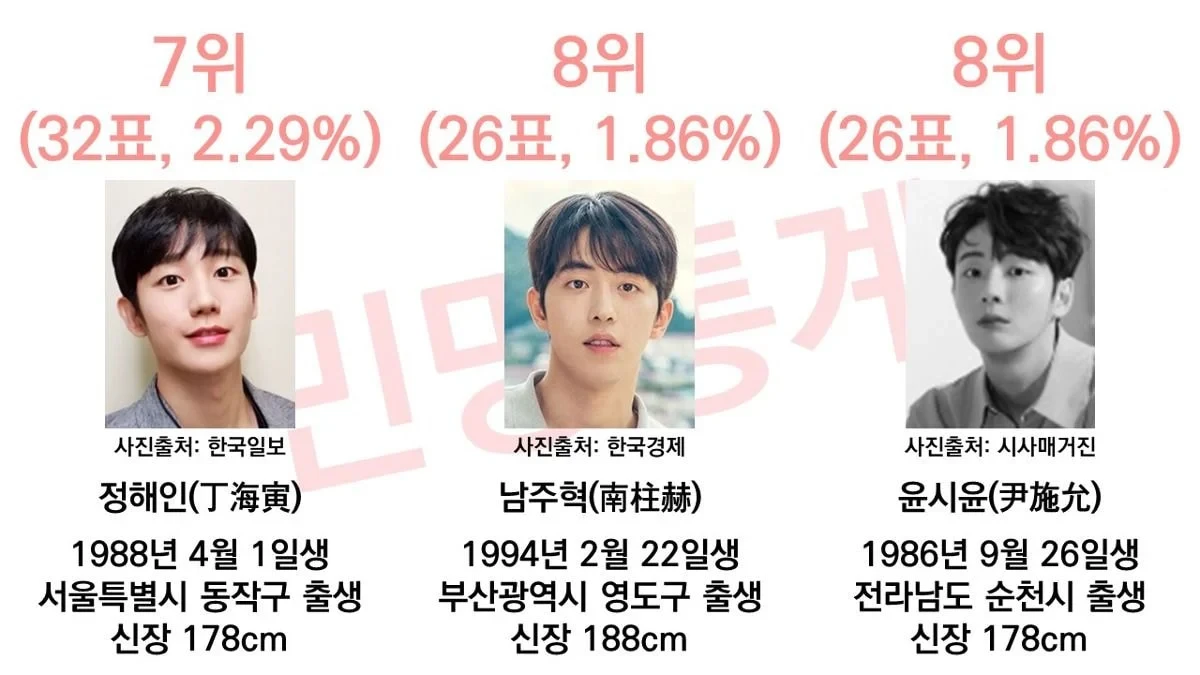 7위
(32표, 2.29%)
사진출처: 한국일보
정해인(丁海寅)
1988년 4월 1일생
서울특별시 동작구 출생
신장 178cm
8위
(26표, 1.86%)
사진출처: 한국경제
남주혁(南柱赫)
1994년 2월 22일생
부산광역시 영도구 출생
신장 188cm
8위
(26표, 1.86%)
사진출처: 시사매거진
윤시윤(尹施允)
1986년 9월 26일생
전라남도 순천시 출생
신장 178cm